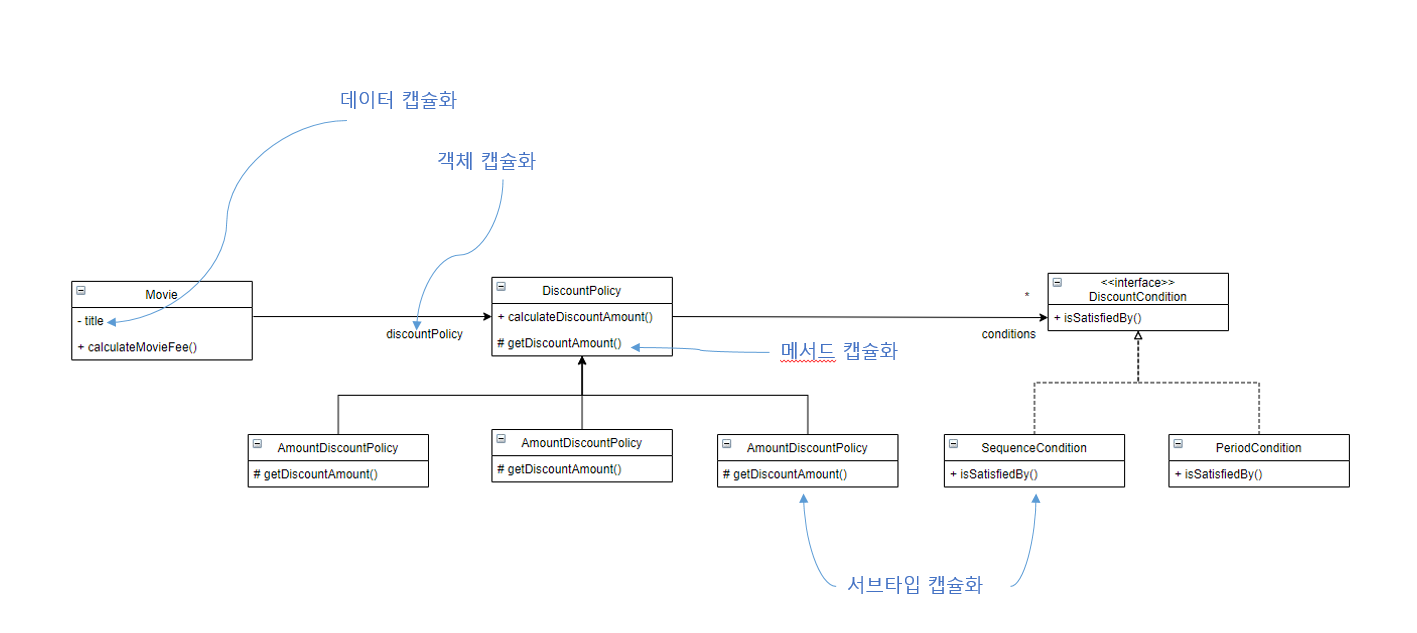 데이터 캡슐화
객체 캡슐화
Movie
- title
+ calculateMovieFee()
discountPolicy
DiscountPolicy
+ calculateDiscountAmount()
# getDiscountAmount()
메서드 캡슐화
*
conditions
<<interface>>
DiscountCondition
+ isSatisfiedBy()
AmountDiscountPolicy
# getDiscountAmount()
AmountDiscountPolicy
# getDiscountAmount()
AmountDiscountPolicy
# getDiscountAmount()
SequenceCondition
+ isSatisfiedBy()
PeriodCondition
+ isSatisfiedBy()
서브타입 캡슐화